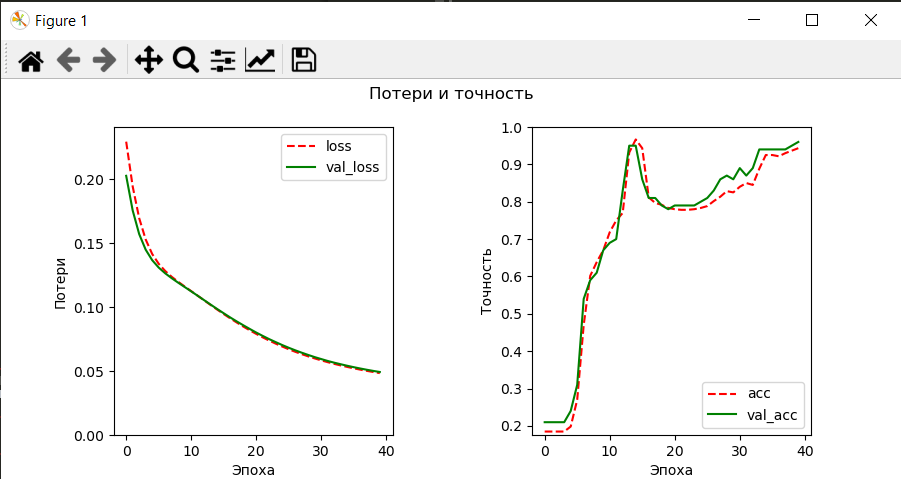 Figure 1
Потери и точность
loss
val_loss
0.20
0.15
0.10
0.05
0.00
Потери
0
10
20
30
40
Эпоха
1.0
0.9
0.8
0.7
0.6
0.5
0.4
0.3
0.2
Точность
acc
val_acc
0
10
20
30
40
Эпоха